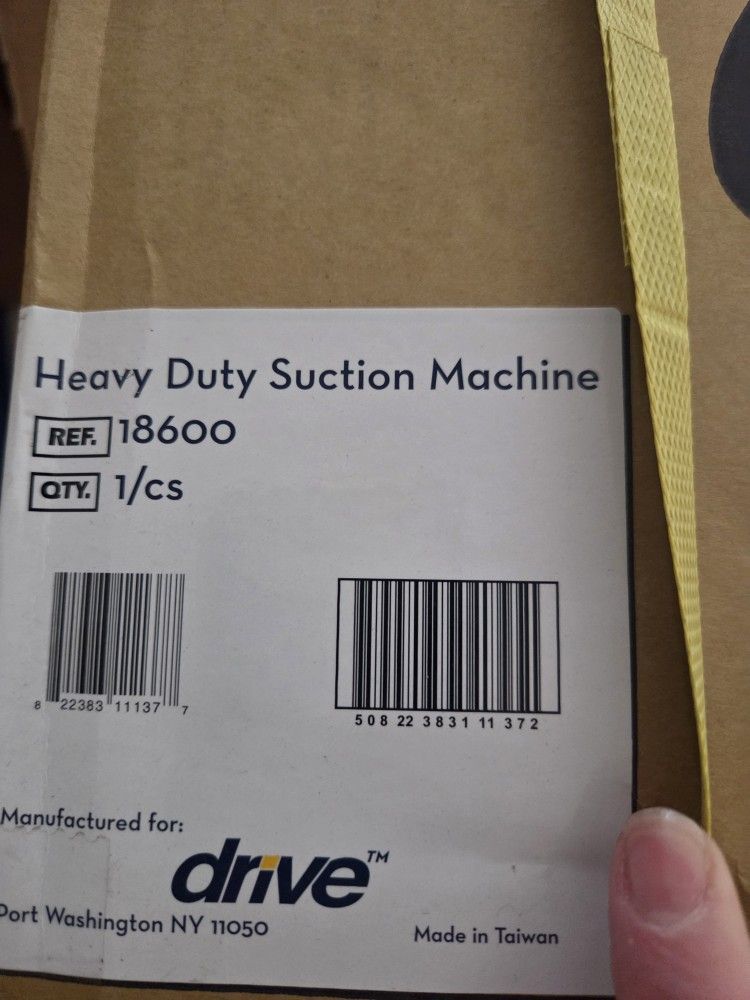 Heavy Duty Suction Machine
REF. 18600
QTY. 1/cs
8 22383 11137 7
508 22 3831 11 372
Manufactured for:
drive™
Port Washington NY 11050
Made in Taiwan